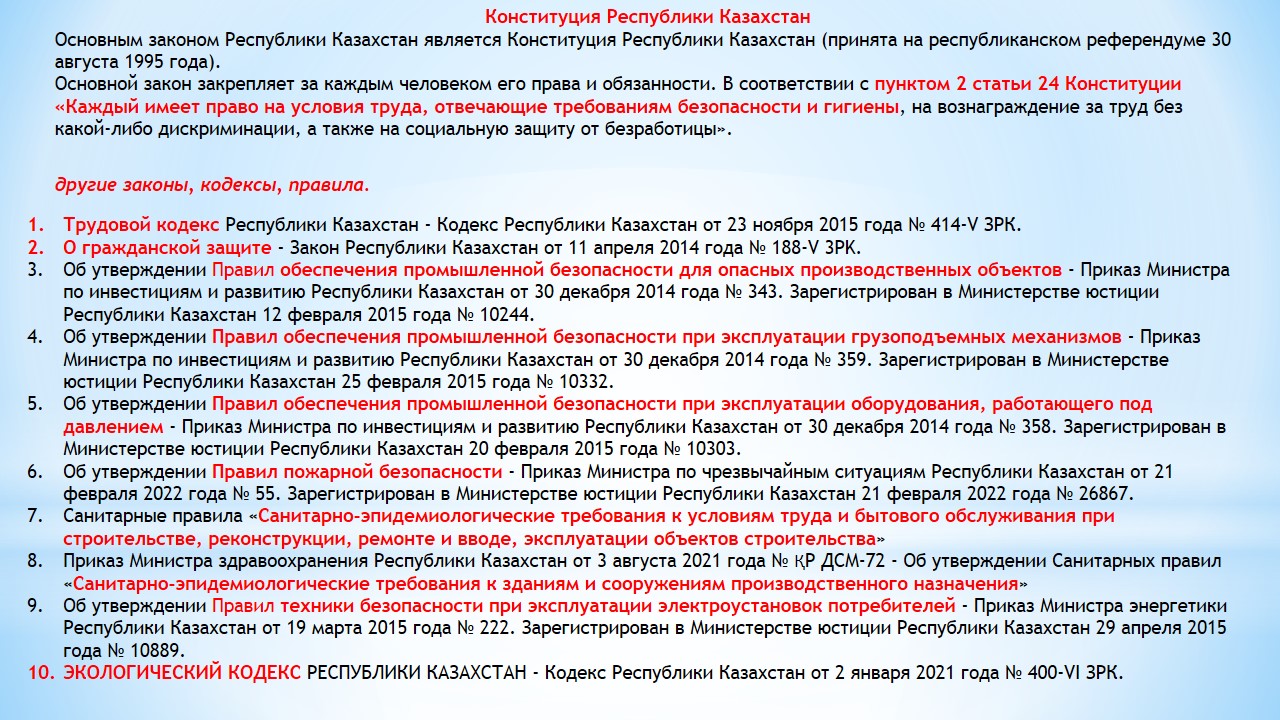 Конституция Республики Казахстан
Основным законом Республики Казахстан является Конституция Республики Казахстан (принята на республиканском референдуме 30
августа 1995 года).
Основной закон закрепляет за каждым человеком его права и обязанности. В соответствии с пунктом 2 статьи 24 Конституции
«Каждый имеет право на условия труда, отвечающие требованиям безопасности и гигиены, на вознаграждение за труд без
какой-либо дискриминации, а также на социальную защиту от безработицы».
другие законы, кодексы, правила.
1. Трудовой кодекс Республики Казахстан - Кодекс Республики Казахстан от 23 ноября 2015 года № 414-V ЗРК.
2. О гражданской защите - Закон Республики Казахстан от 11 апреля 2014 года № 188-V ЗРК.
3. Об утверждении Правил обеспечения промышленной безопасности для опасных производственных объектов - Приказ Министра
по инвестициям и развитию Республики Казахстан от 30 декабря 2014 года № 343. Зарегистрирован в Министерстве юстиции
Республики Казахстан 12 февраля 2015 года № 10244.
4. Об утверждении Правил обеспечения промышленной безопасности при эксплуатации грузоподъемных механизмов - Приказ
Министра по инвестициям и развитию Республики Казахстан от 30 декабря 2014 года № 359. Зарегистрирован в Министерстве
юстиции Республики Казахстан 25 февраля 2015 года № 10332.
5. Об утверждении Правил обеспечения промышленной безопасности при эксплуатации оборудования, работающего под
давлением - Приказ Министра по инвестициям и развитию Республики Казахстан от 30 декабря 2014 года № 358. Зарегистрирован в
Министерстве юстиции Республики Казахстан 20 февраля 2015 года № 10303.
6. Об утверждении Правил пожарной безопасности - Приказ Министра по чрезвычайным ситуациям Республики Казахстан от 21
февраля 2022 года № 55. Зарегистрирован в Министерстве юстиции Республики Казахстан 21 февраля 2022 года № 26867.
7. Санитарные правила «Санитарно-эпидемиологические требования к условиям труда и бытового обслуживания при
строительстве, реконструкции, ремонте и вводе, эксплуатации объектов строительства»
8. Приказ Министра здравоохранения Республики Казахстан от 3 августа 2021 года № ҚР ДСМ-72 - Об утверждении Санитарных правил
«Санитарно-эпидемиологические требования к зданиям и сооружениям производственного назначения»
9. Об утверждении Правил техники безопасности при эксплуатации электроустановок потребителей - Приказ Министра энергетики
Республики Казахстан от 19 марта 2015 года № 222. Зарегистрирован в Министерстве юстиции Республики Казахстан 29 апреля 2015
года № 10889.
10. ЭКОЛОГИЧЕСКИЙ КОДЕКС РЕСПУБЛИКИ КАЗАХСТАН - Кодекс Республики Казахстан от 2 января 2021 года № 400-VI ЗРК.